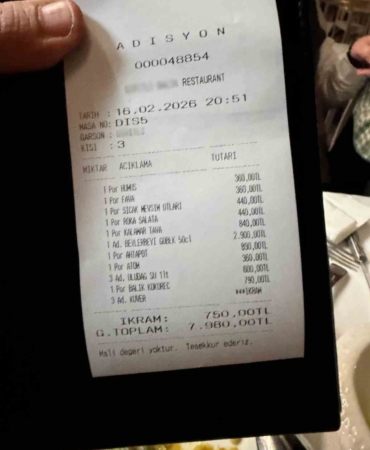 A D I S Y O N
000048854
RESTAURANT
TARIH : 16.02.2026 20:51
MASA NO: DIS5
GARSON :
KISI : 3
MIKTAR ACIKLAMA TUTARI
1 Por HUMUS 360,00TL
1 Por FAVA 360,00TL
1 Por SICAK MEVSIM OTLARI 440,00TL
1 Por ROKA SALATA 440,00TL
1 Por KALAMAR TAVA 840,00TL
1 Ad. BEYLERBEYI GOBEK 50cl 2.900,00TL
1 Por AHTAPOT 890,00TL
1 Por ATOM 360,00TL
3 Ad. ULUDAG SU 1lt 600,00TL
1 Por BALIK KOKOREC 790,00TL
3 Ad. KUVER ***IKRAM
IKRAM: 750,00TL
G.TOPLAM: 7.980,00TL
Mali degeri yoktur. Tesekkur ederiz.